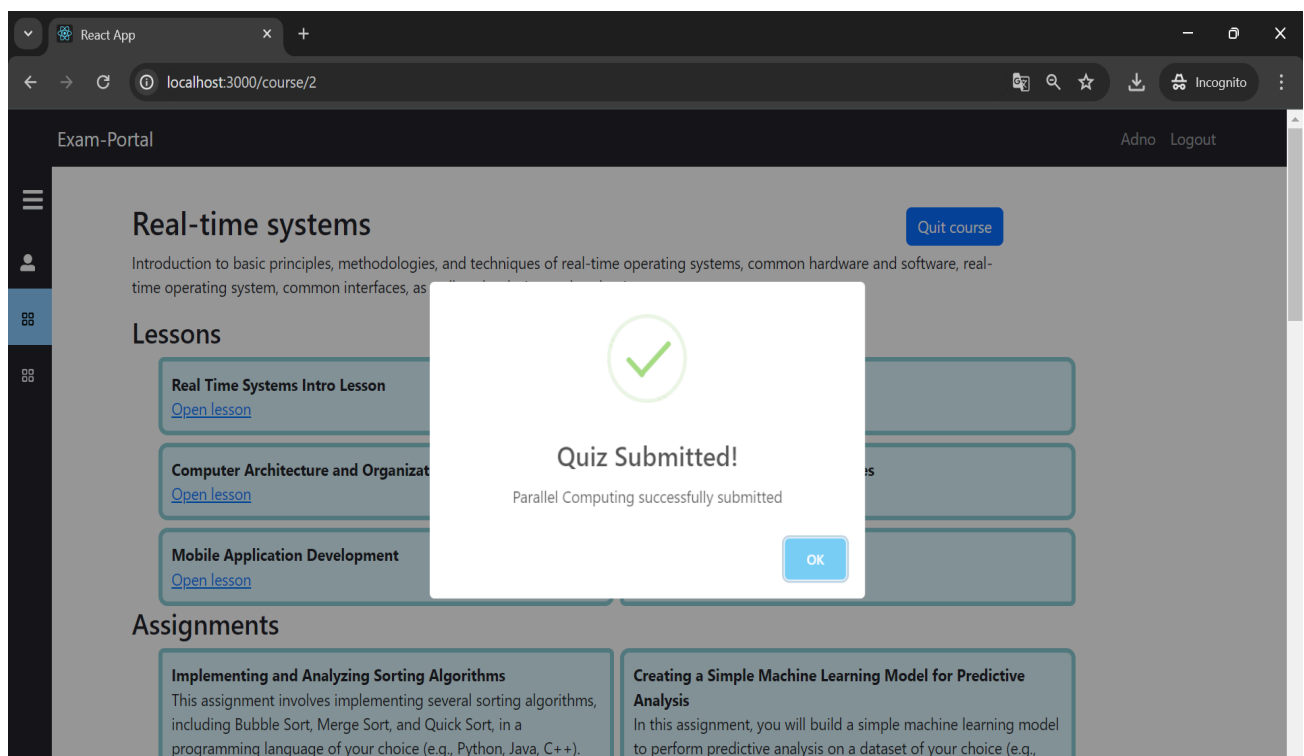 React App
localhost:3000/course/2
Incognito
Exam-Portal
Adno Logout
Real-time systems
Quit course
Introduction to basic principles, methodologies, and techniques of real-time operating systems, common hardware and software, real-
time operating system, common interfaces, as
Lessons
Real Time Systems Intro Lesson
Open lesson
Computer Architecture and Organizat
Open lesson
es
Mobile Application Development
Open lesson
Quiz Submitted!
Parallel Computing successfully submitted
OK
Assignments
Implementing and Analyzing Sorting Algorithms
This assignment involves implementing several sorting algorithms,
including Bubble Sort, Merge Sort, and Quick Sort, in a
programming language of your choice (e.g., Python, Java, C++).
Creating a Simple Machine Learning Model for Predictive
Analysis
In this assignment, you will build a simple machine learning model
to perform predictive analysis on a dataset of your choice (e.g.,